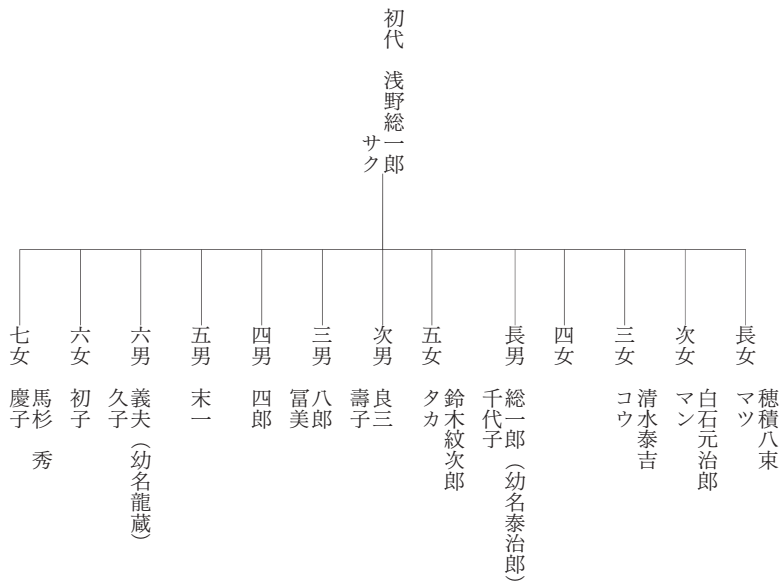 初代　浅野総一郎
サク
長女　穂積八束
マツ
次女　白石元治郎
マン
三女　清水泰吉
コウ
四女
長男　総一郎（幼名泰治郎）
千代子
五女　鈴木紋次郎
タカ
次男　良三
壽子
三男　八郎
冨美
四男　四郎
五男　末一
六男　義夫（幼名龍蔵）
久子
六女　初子
七女　馬杉　秀
慶子